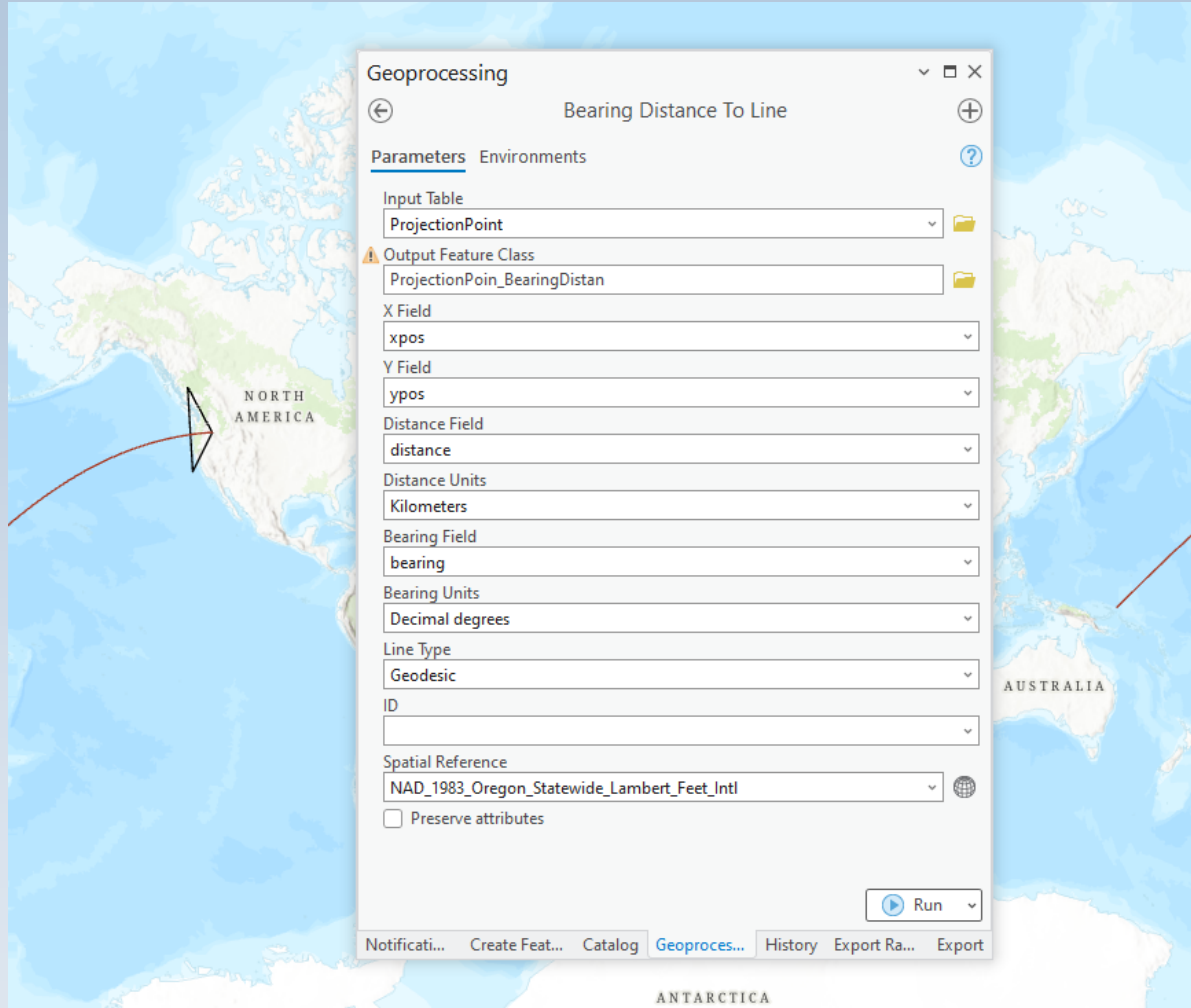 Geoprocessing
Bearing Distance To Line
Parameters Environments
Input Table
ProjectionPoint
Output Feature Class
ProjectionPoin_BearingDistan
X Field
xpos
Y Field
ypos
Distance Field
distance
Distance Units
Kilometers
Bearing Field
bearing
Bearing Units
Decimal degrees
Line Type
Geodesic
ID
Spatial Reference
NAD_1983_Oregon_Statewide_Lambert_Feet_Intl
Preserve attributes
Run
Notificati... Create Feat... Catalog Geoproces... History Export Ra... Export
NORTH
AMERICA
AUSTRALIA
ANTARCTICA